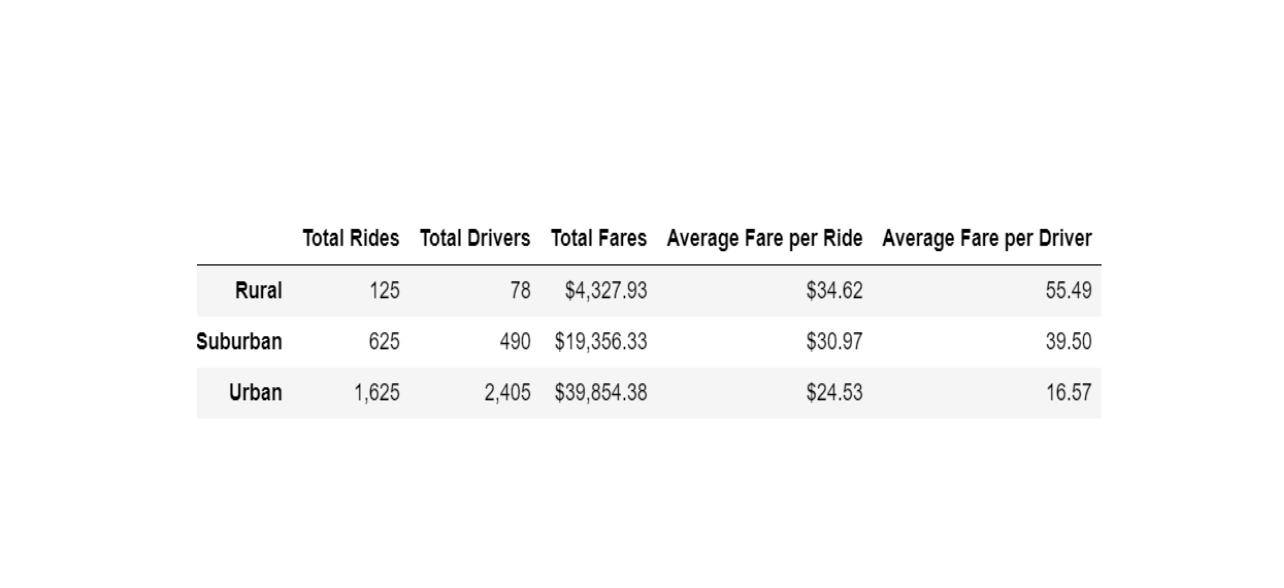 Total Rides Total Drivers Total Fares Average Fare per Ride Average Fare per Driver
Rural 125 78 $4,327.93 $34.62 55.49
Suburban 625 490 $19,356.33 $30.97 39.50
Urban 1,625 2,405 $39,854.38 $24.53 16.57